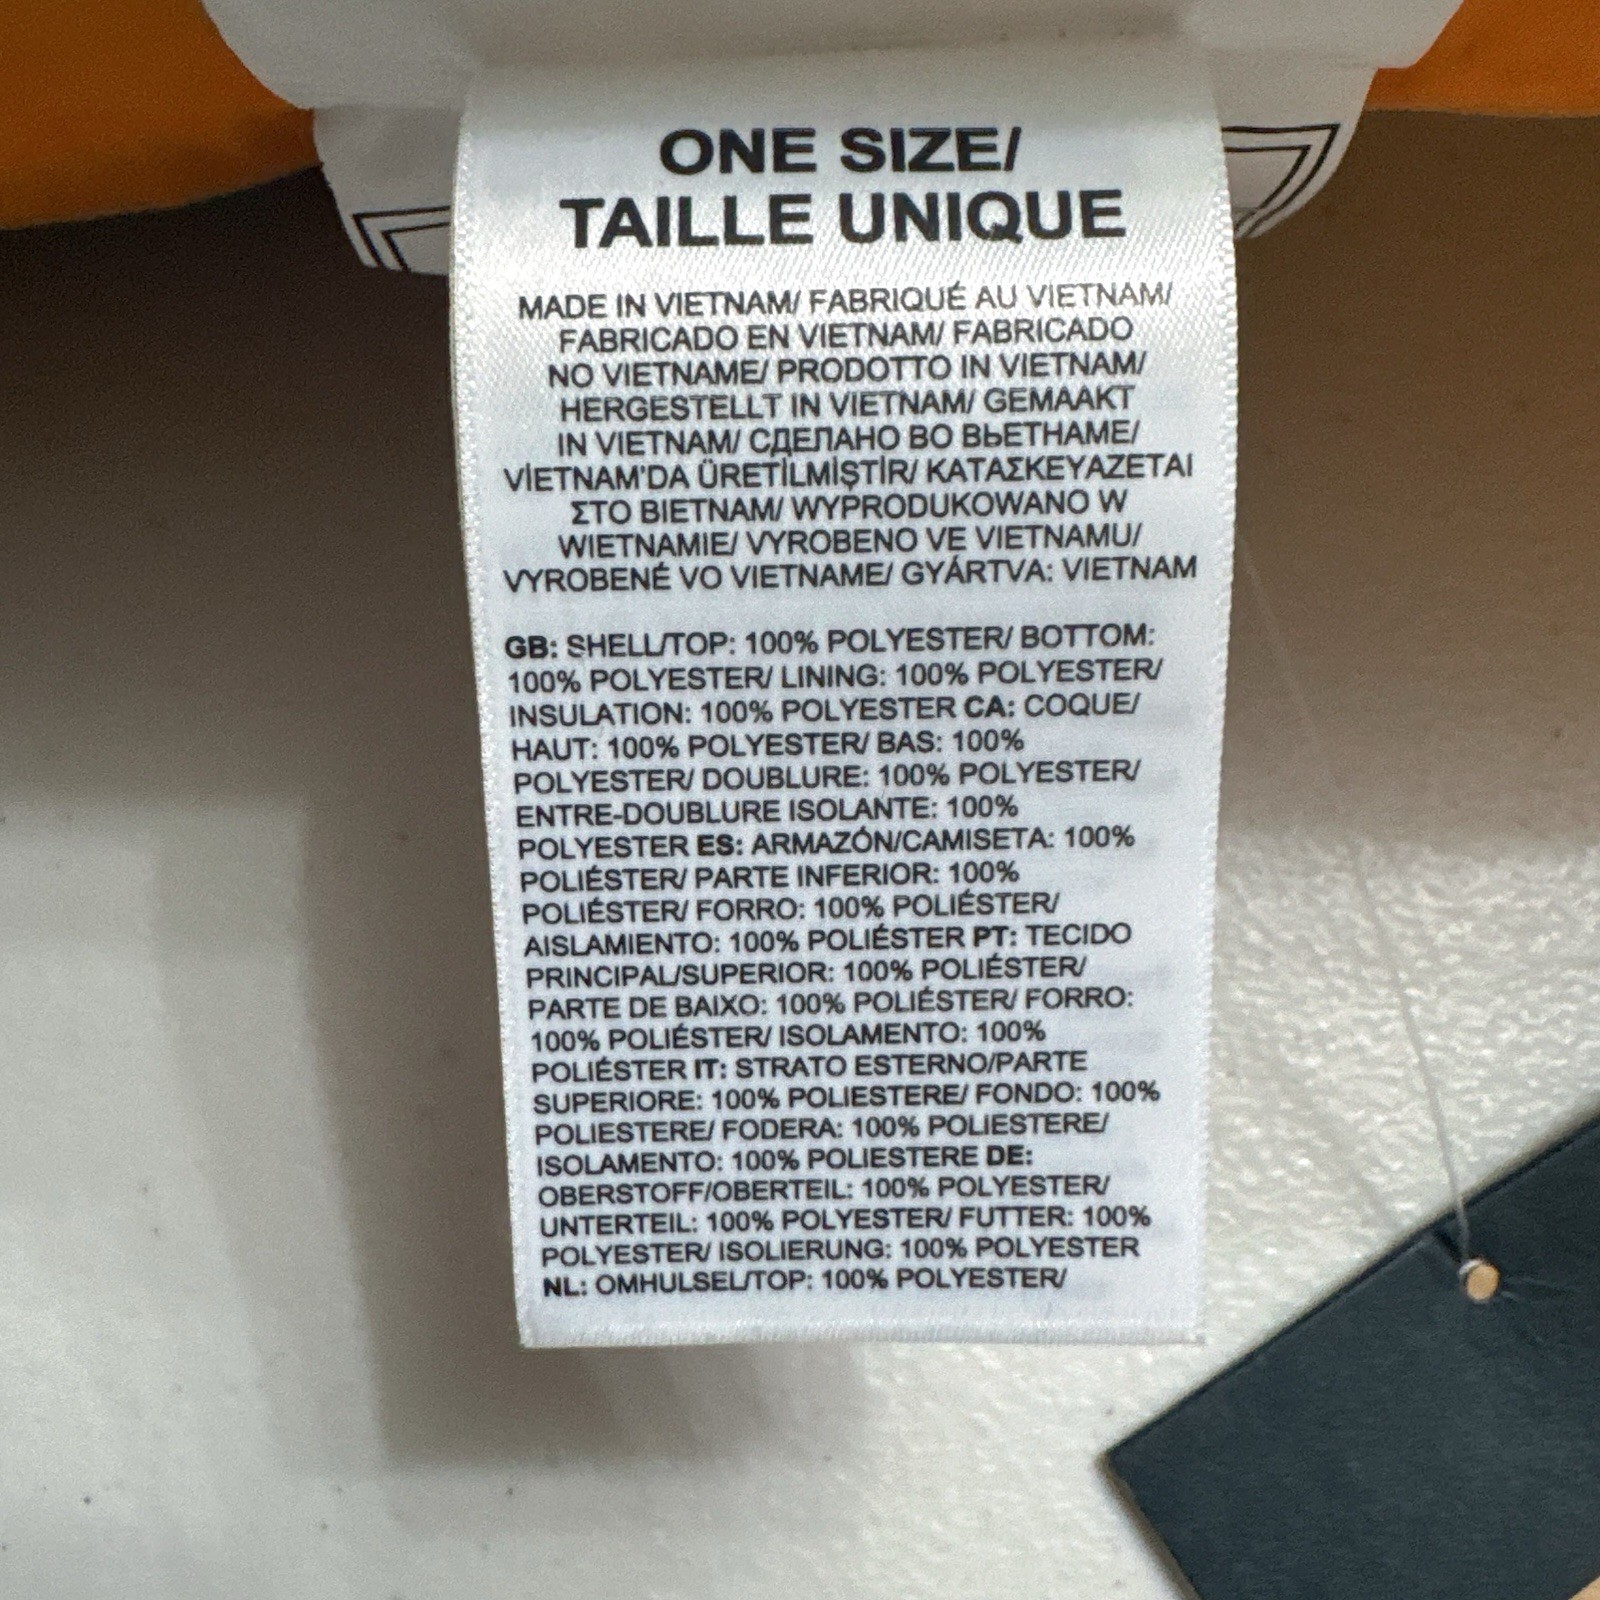 ONE SIZE/
TAILLE UNIQUE
MADE IN VIETNAM/ FABRIQUÉ AU VIETNAM/
FABRICADO EN VIETNAM/ FABRICADO
NO VIETNAME/ PRODOTTO IN VIETNAM/
HERGESTELLT IN VIETNAM/ GEMAAKT
IN VIETNAM/ СДЕЛАНО ВО ВЬЕТНАМЕ/
VİETNAM'DA ÜRETİLMİŞTİR/ ΚΑΤΑΣΚΕΥΑΖΕΤΑΙ
ΣΤΟ ΒΙΕΤΝΑΜ/ WYPRODUKOWANO W
WIETNAMIE/ VYROBENO VE VIETNAMU/
VYROBENÉ VO VIETNAME/ GYÁRTVA: VIETNAM
GB: SHELL/TOP: 100% POLYESTER/ BOTTOM:
100% POLYESTER/ LINING: 100% POLYESTER/
INSULATION: 100% POLYESTER CA: COQUE/
HAUT: 100% POLYESTER/ BAS: 100%
POLYESTER/ DOUBLURE: 100% POLYESTER/
ENTRE-DOUBLURE ISOLANTE: 100%
POLYESTER ES: ARMAZÓN/CAMISETA: 100%
POLIÉSTER/ PARTE INFERIOR: 100%
POLIÉSTER/ FORRO: 100% POLIÉSTER/
AISLAMIENTO: 100% POLIÉSTER PT: TECIDO
PRINCIPAL/SUPERIOR: 100% POLIÉSTER/
PARTE DE BAIXO: 100% POLIÉSTER/ FORRO:
100% POLIÉSTER/ ISOLAMENTO: 100%
POLIÉSTER IT: STRATO ESTERNO/PARTE
SUPERIORE: 100% POLIESTERE/ FONDO: 100%
POLIESTERE/ FODERA: 100% POLIESTERE/
ISOLAMENTO: 100% POLIESTERE DE:
OBERSTOFF/OBERTEIL: 100% POLYESTER/
UNTERTEIL: 100% POLYESTER/ FUTTER: 100%
POLYESTER/ ISOLIERUNG: 100% POLYESTER
NL: OMHULSEL/TOP: 100% POLYESTER/